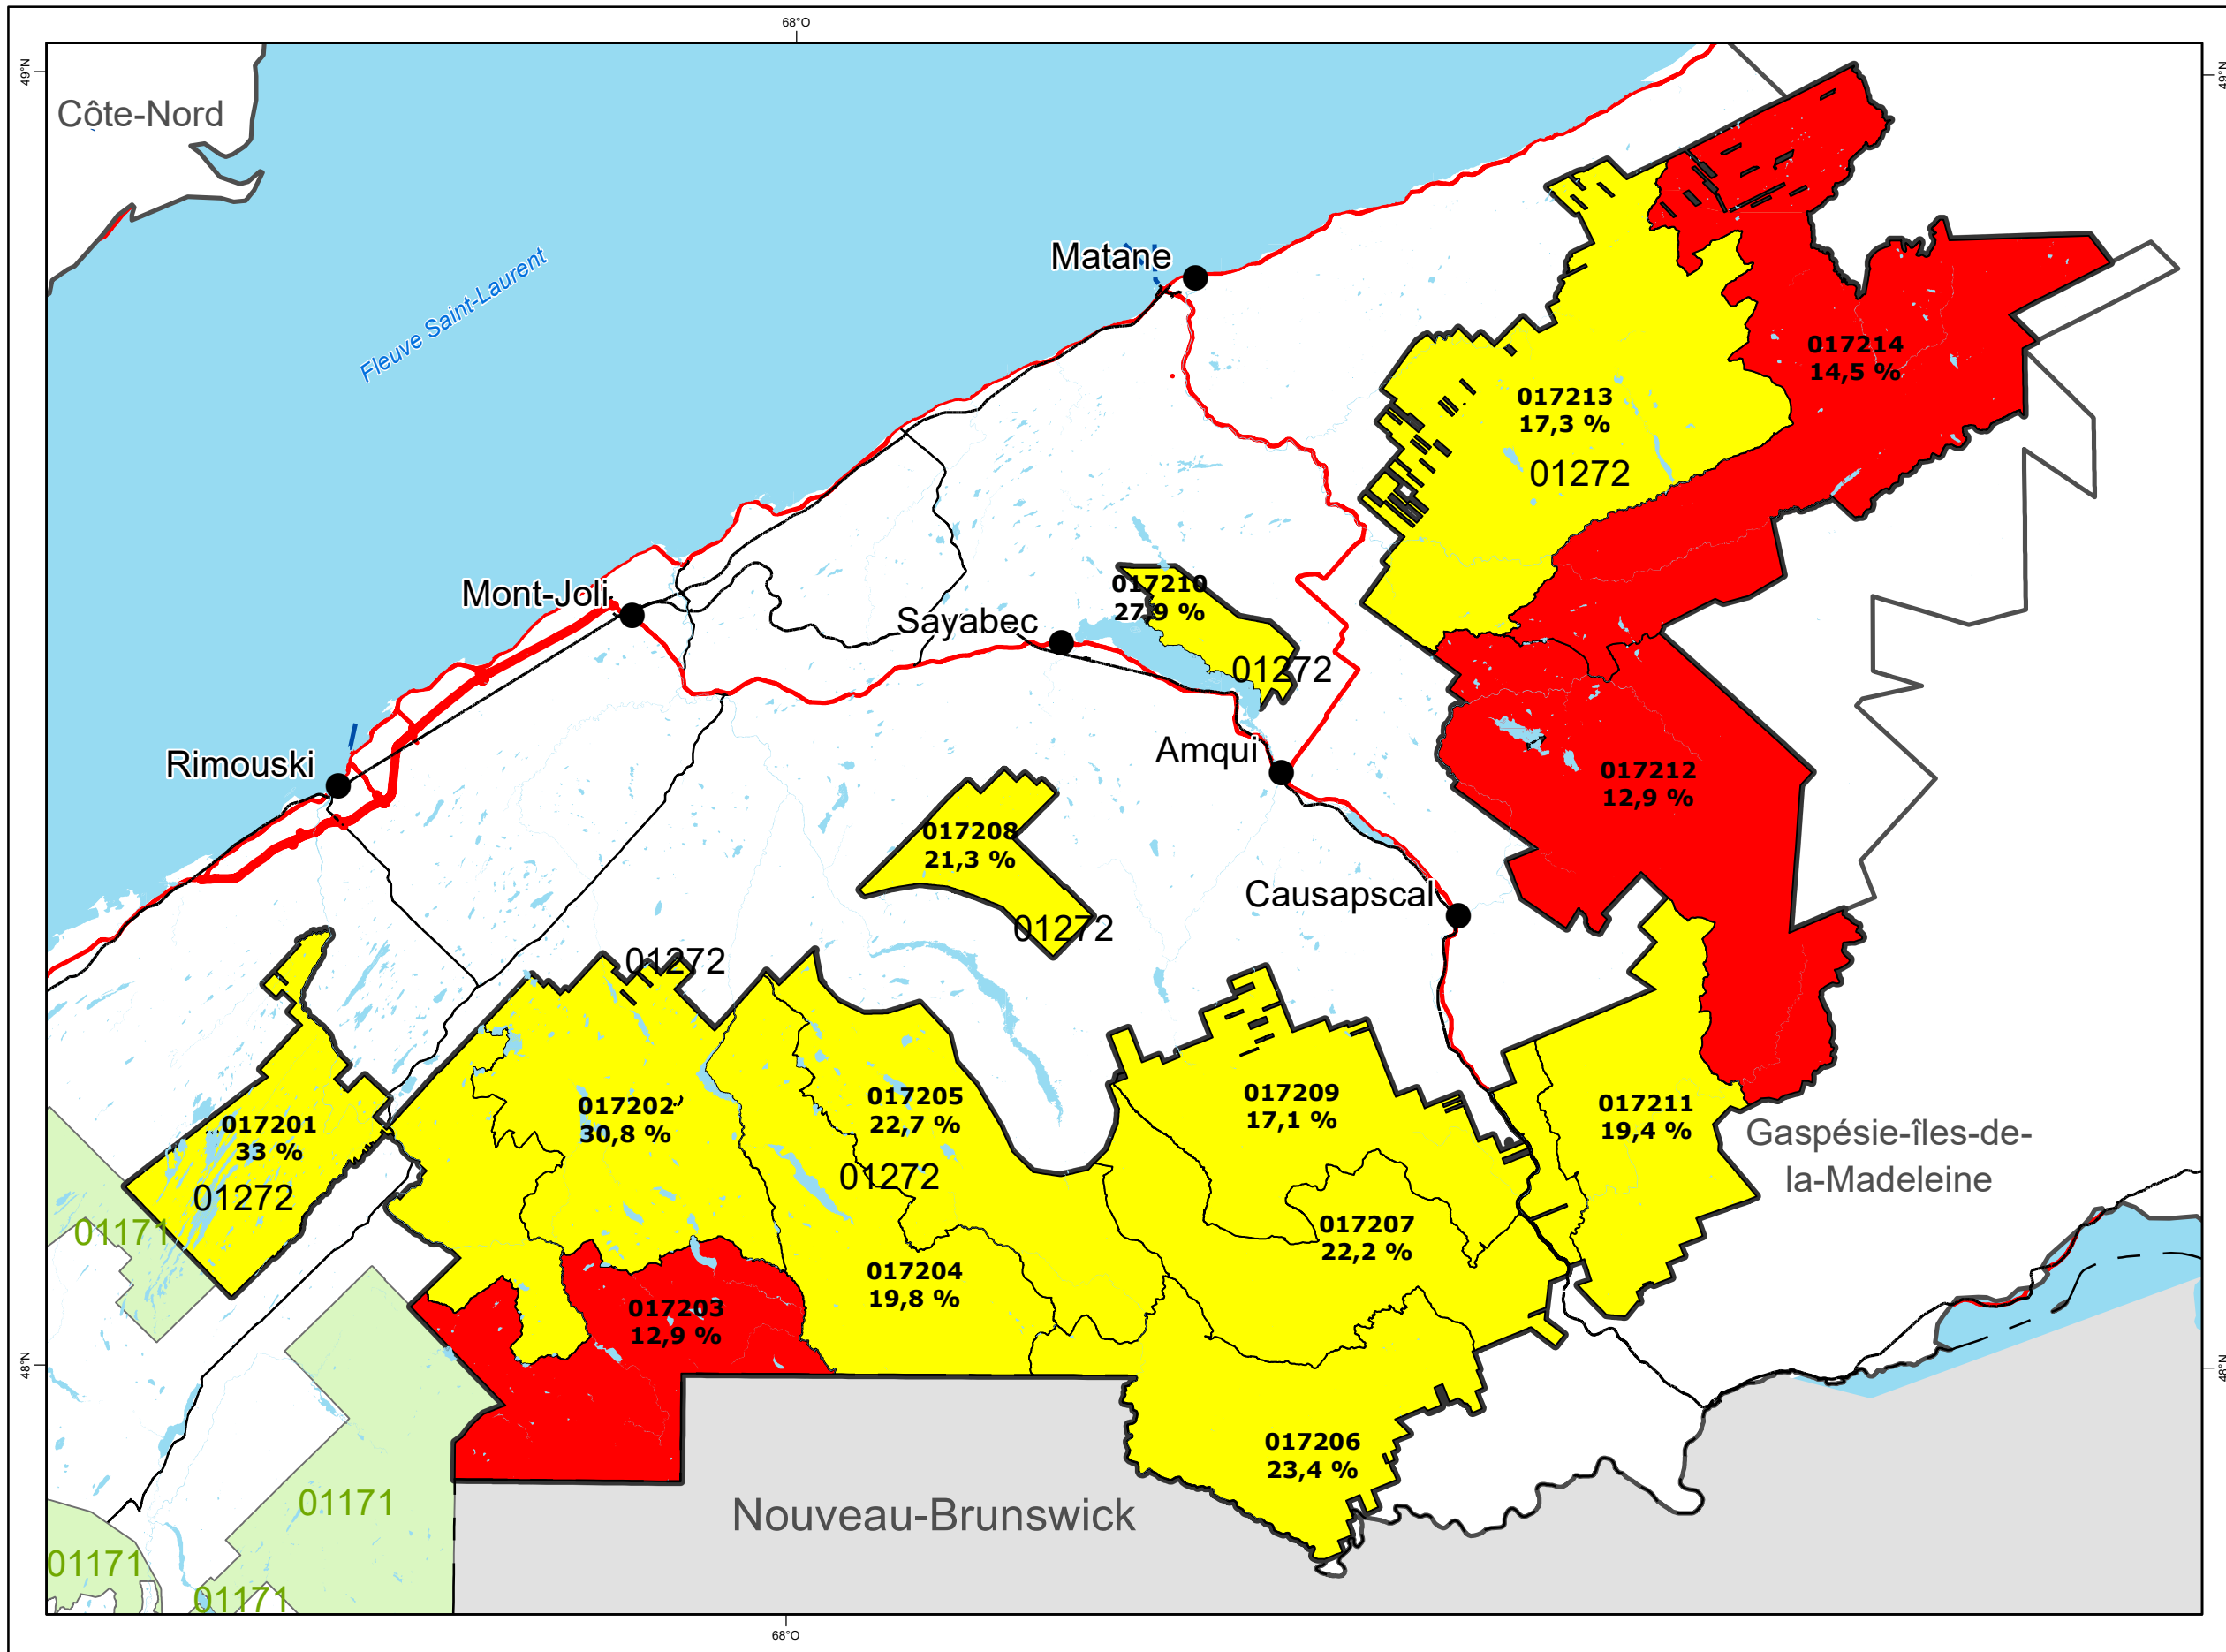 68°O
49°N
49°N
Côte-Nord
Fleuve Saint-Laurent
Matane
017214
14,5 %
017213
17,3 %
01272
Mont-Joli
Sayabec
017210
27,9 %
01272
Rimouski
Amqui
017212
12,9 %
017208
21,3 %
01272
Causapscal
01272
017201
33 %
01272
01171
017202
30,8 %
017205
22,7 %
01272
017209
17,1 %
017211
19,4 %
Gaspésie-îles-de-
la-Madeleine
017207
22,2 %
017204
19,8 %
017203
12,9 %
48°N
48°N
017206
23,4 %
Nouveau-Brunswick
01171
01171
01171
68°O